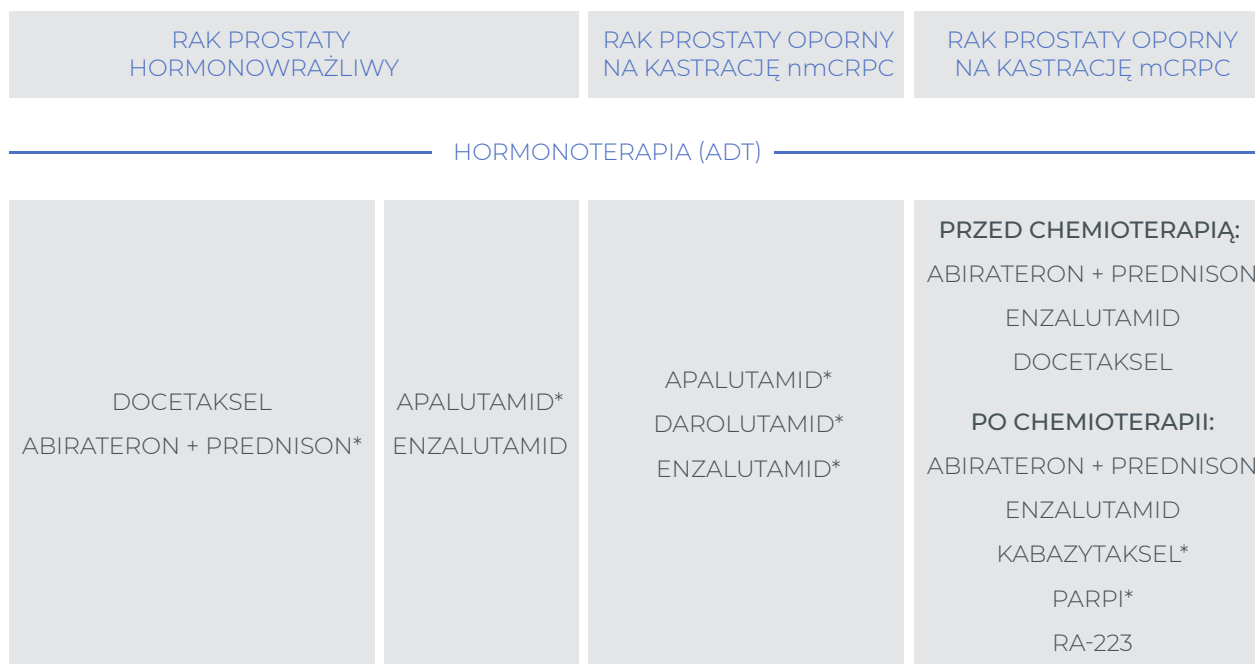 RAK PROSTATY
HORMONOWRAŻLIWY
RAK PROSTATY OPORNY
NA KASTRACJĘ nmCRPC
RAK PROSTATY OPORNY
NA KASTRACJĘ mCRPC
HORMONOTERAPIA (ADT)
DOCETAKSEL
ABIRATERON + PREDNISON*
APALUTAMID*
ENZALUTAMID
APALUTAMID*
DAROLUTAMID*
ENZALUTAMID*
PRZED CHEMIOTERAPIĄ:
ABIRATERON + PREDNISON
ENZALUTAMID
DOCETAKSEL
PO CHEMIOTERAPII:
ABIRATERON + PREDNISON
ENZALUTAMID
KABAZYTAKSEL*
PARPI*
RA-223